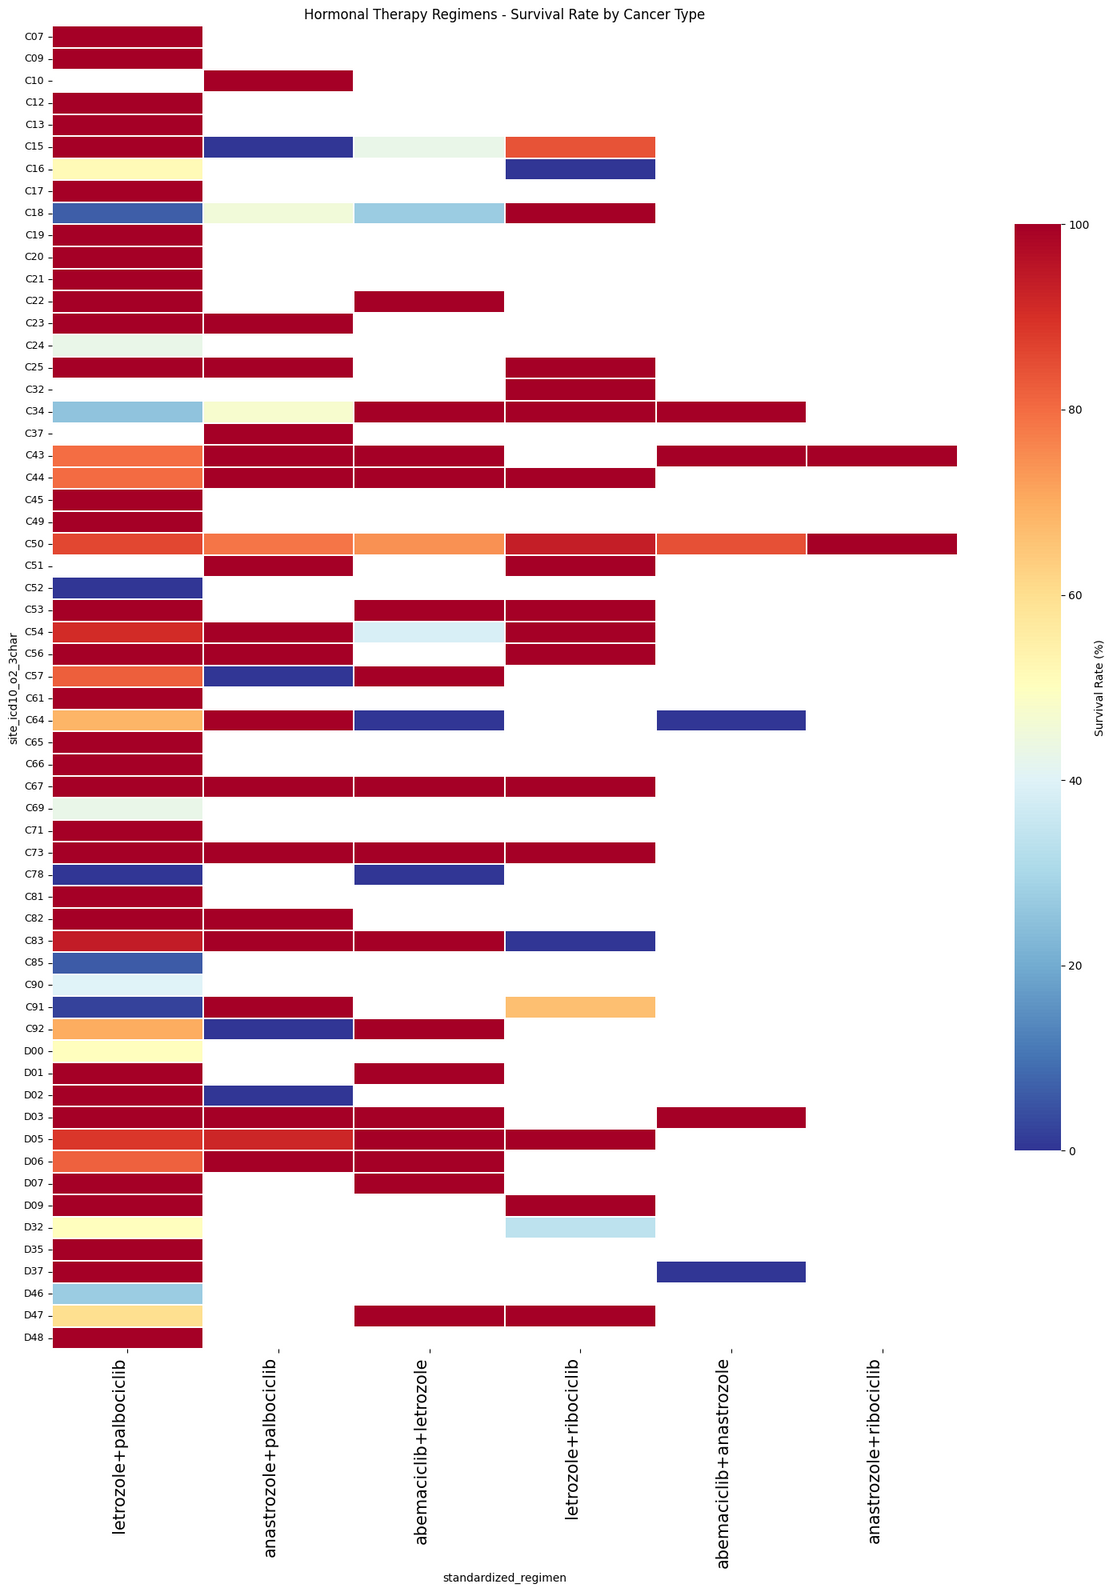 Hormonal Therapy Regimens - Survival Rate by Cancer Type
site_icd10_o2_3char
C07
C09
C10
C12
C13
C15
C16
C17
C18
C19
C20
C21
C22
C23
C24
C25
C32
C34
C37
C43
C44
C45
C49
C50
C51
C52
C53
C54
C56
C57
C61
C64
C65
C66
C67
C69
C71
C73
C78
C81
C82
C83
C85
C90
C91
C92
D00
D01
D02
D03
D05
D06
D07
D09
D32
D35
D37
D46
D47
D48
letrozole+palbociclib
anastrozole+palbociclib
abemaciclib+letrozole
letrozole+ribociclib
abemaciclib+anastrozole
anastrozole+ribociclib
standardized_regimen
100
80
60
40
20
0
Survival Rate (%)